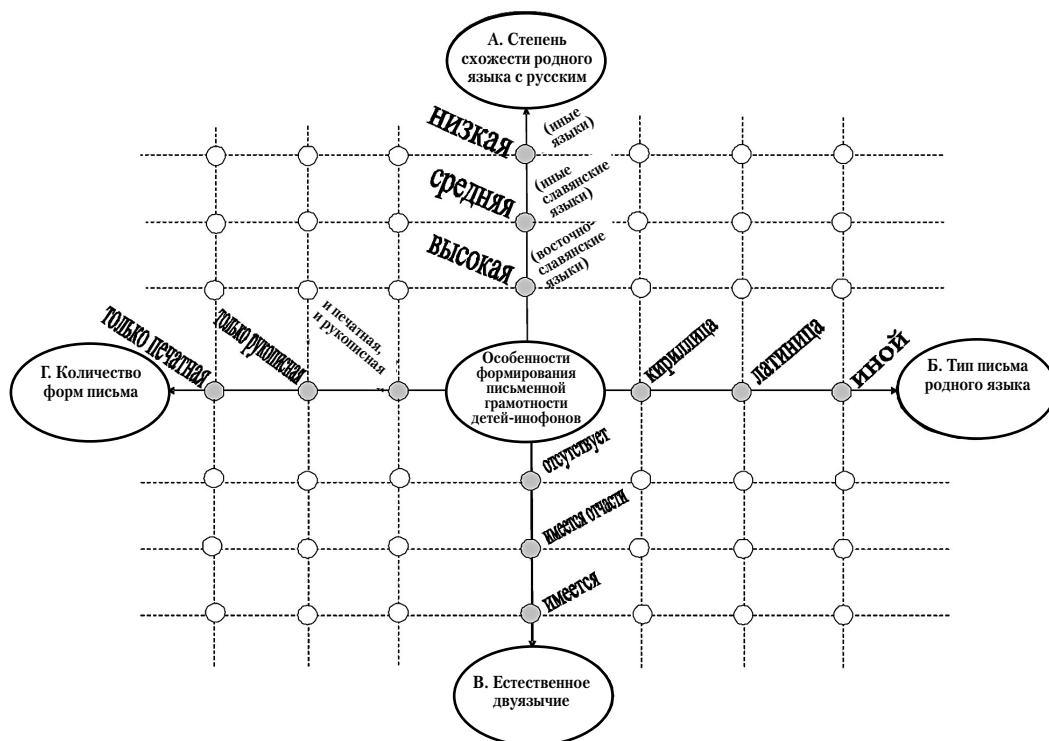 А. Степень
схожести родного
языка с русским
низкая
(иные
языки)
средняя
(иные
славянские
языки)
высокая
(восточно-
славянские
языки)
только печатная
только рукописная
и печатная,
и рукописная
Г. Количество
форм письма
Особенности
формирования
письменной
грамотности
детей-инофонов
кириллица
латиница
иной
Б. Тип письма
родного языка
отсутствует
имеется отчасти
имеется
В. Естественное
двуязычие